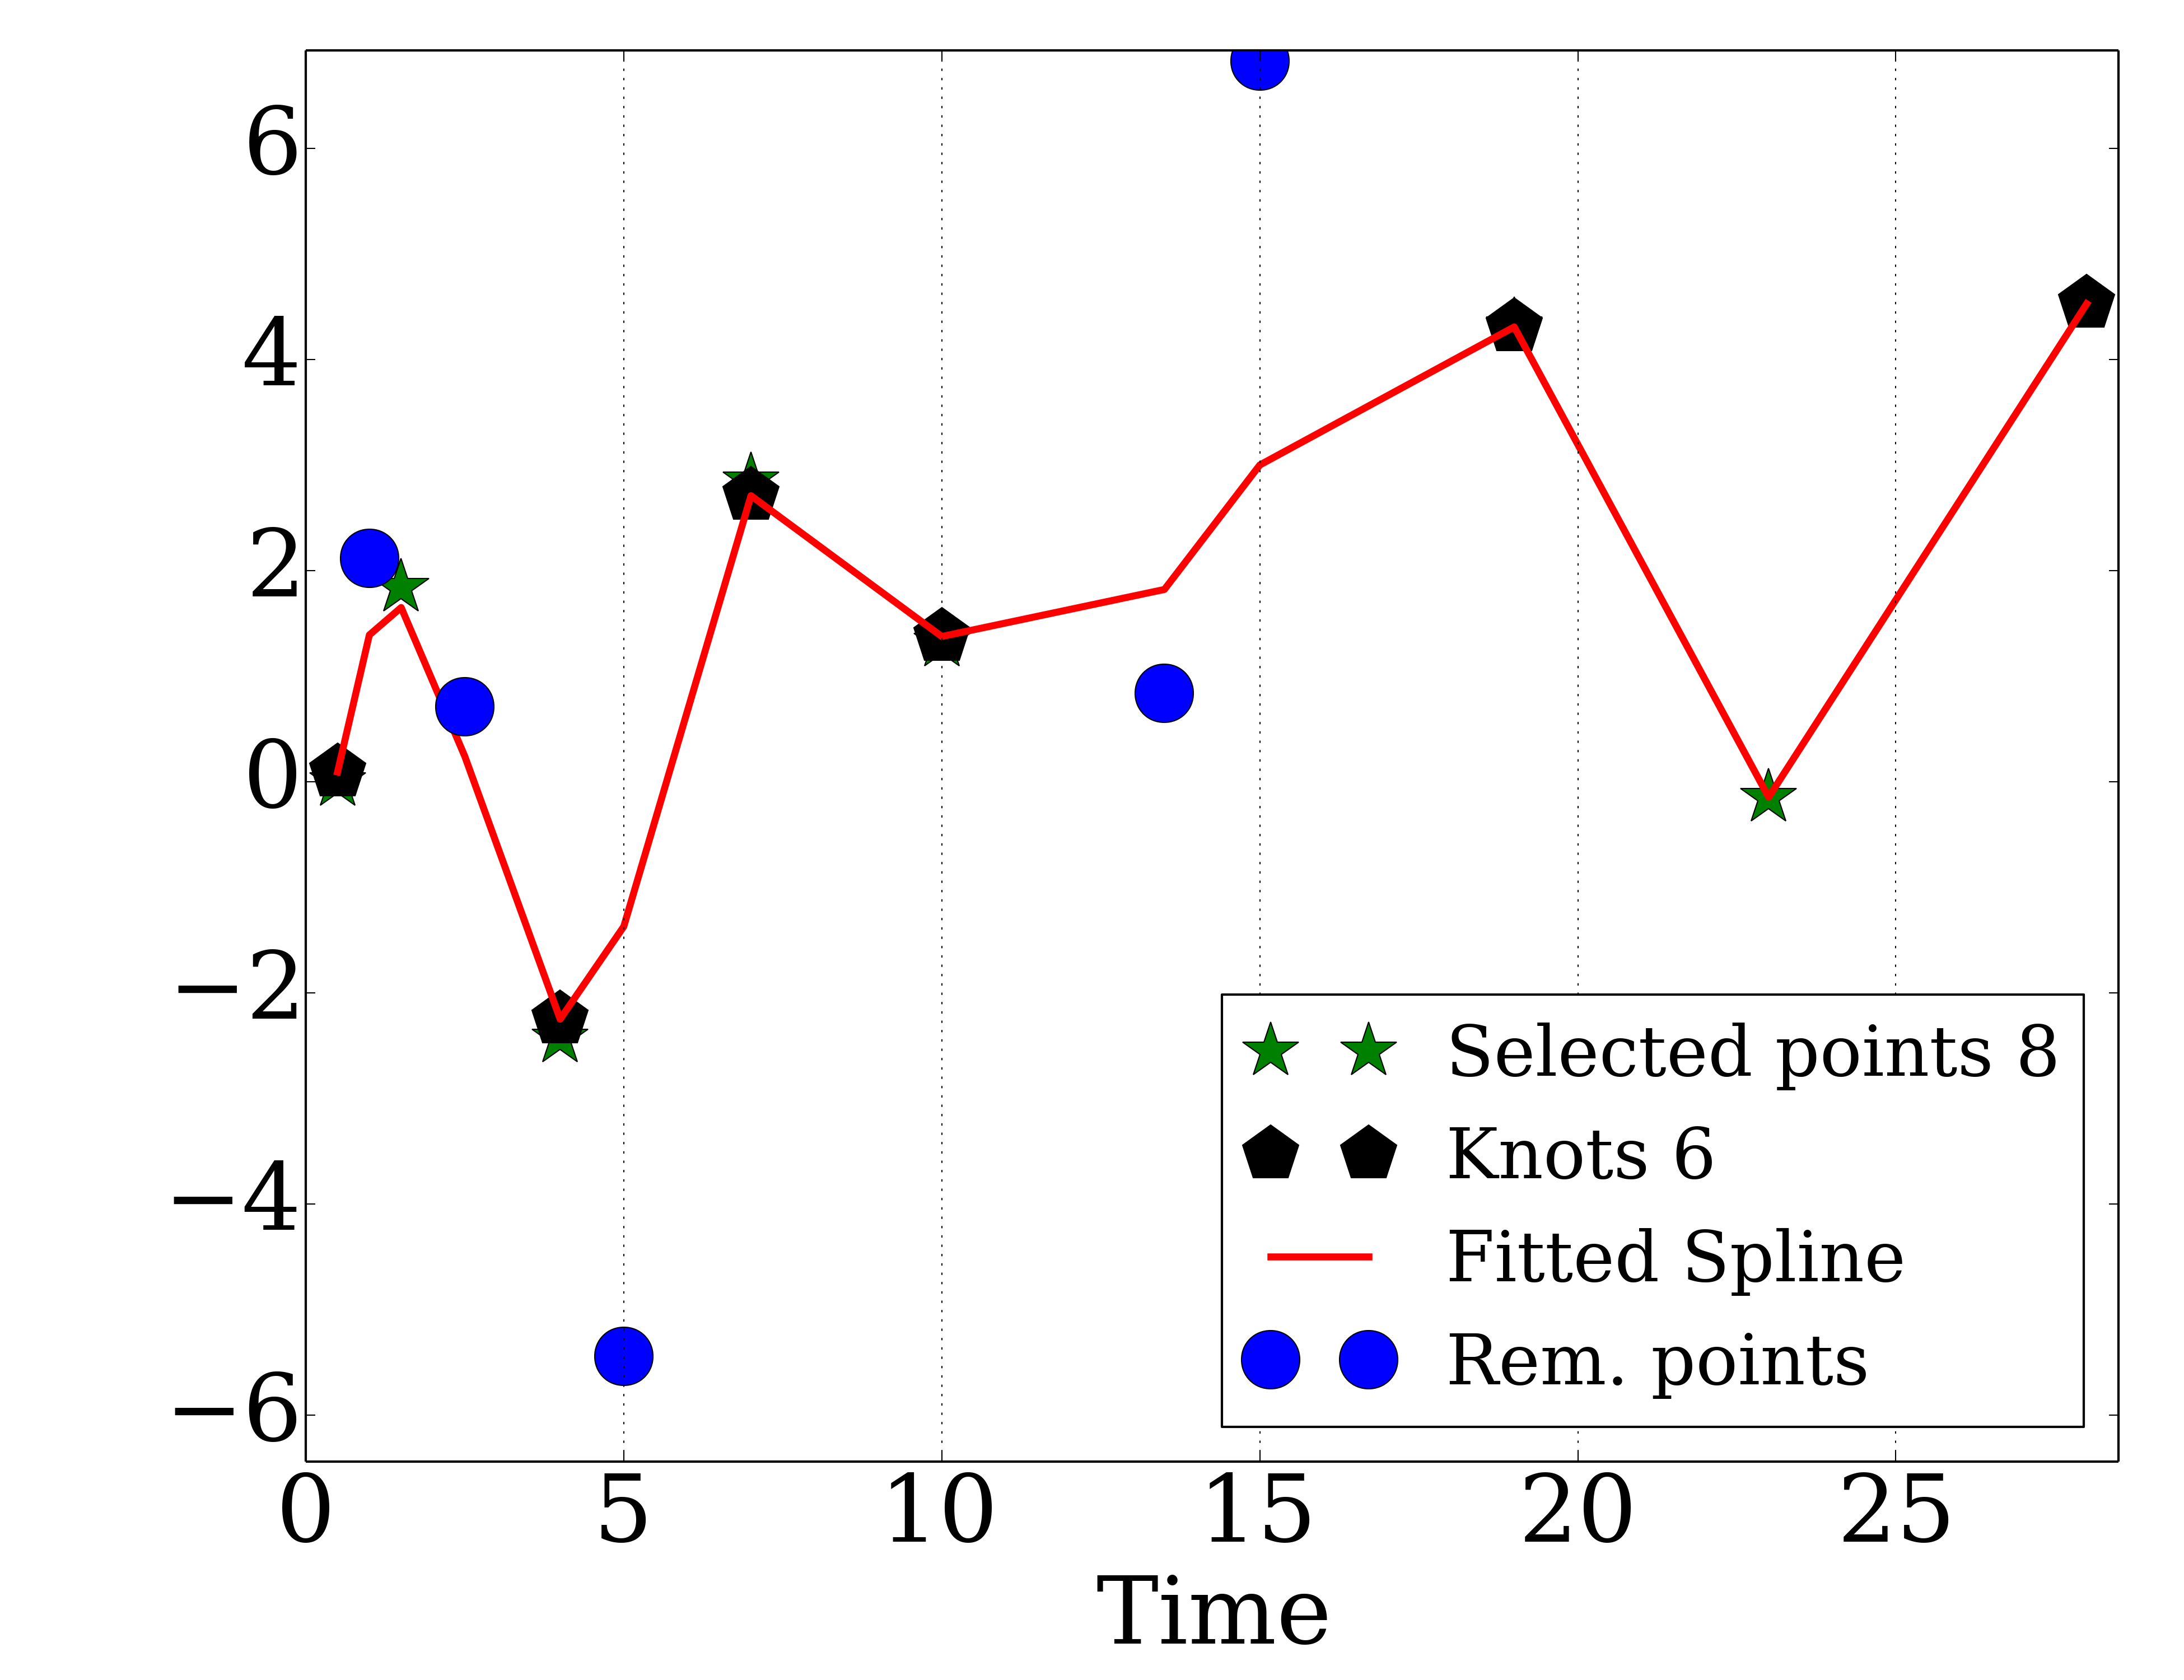 6
4
2
0
−2
−4
−6
0 5 10 15 20 25
Time
Selected points 8
Knots 6
Fitted Spline
Rem. points